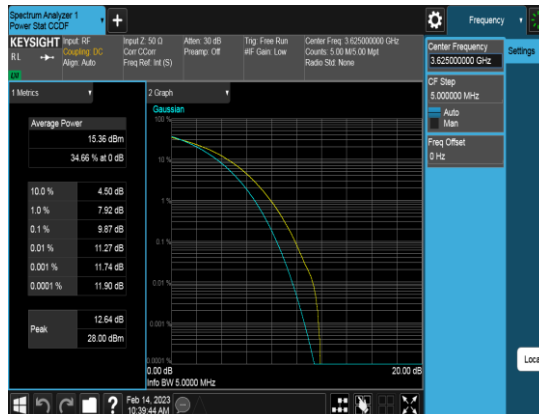 Spectrum Analyzer 1
Power Stat CCDF
+
Frequency
KEYSIGHT
RL
Input: RF
Coupling: DC
Align: Auto
Input Z: 50 Ω
Corr CCorr
Freq Ref: Int (S)
Atten: 30 dB
Preamp: Off
Trig: Free Run
#IF Gain: Low
Center Freq: 3.625000000 GHz
Counts: 5.00 M/5.00 Mpt
Radio Std: None
Center Frequency
3.625000000 GHz
Settings
CF Step
5.000000 MHz
Auto
Man
Freq Offset
0 Hz
1 Metrics
Average Power
15.36 dBm
34.66 % at 0 dB
10.0 % 4.50 dB
1.0 % 7.92 dB
0.1 % 9.87 dB
0.01 % 11.27 dB
0.001 % 11.74 dB
0.0001 % 11.90 dB
Peak
12.64 dB
28.00 dBm
2 Graph
Gaussian
100 %
10 %
1 %
0.1 %
0.01 %
0.001 %
0.0001 %
0.00 dB 20.00 dB
Info BW 5.0000 MHz
Loca
? Feb 14, 2023
10:39:44 AM